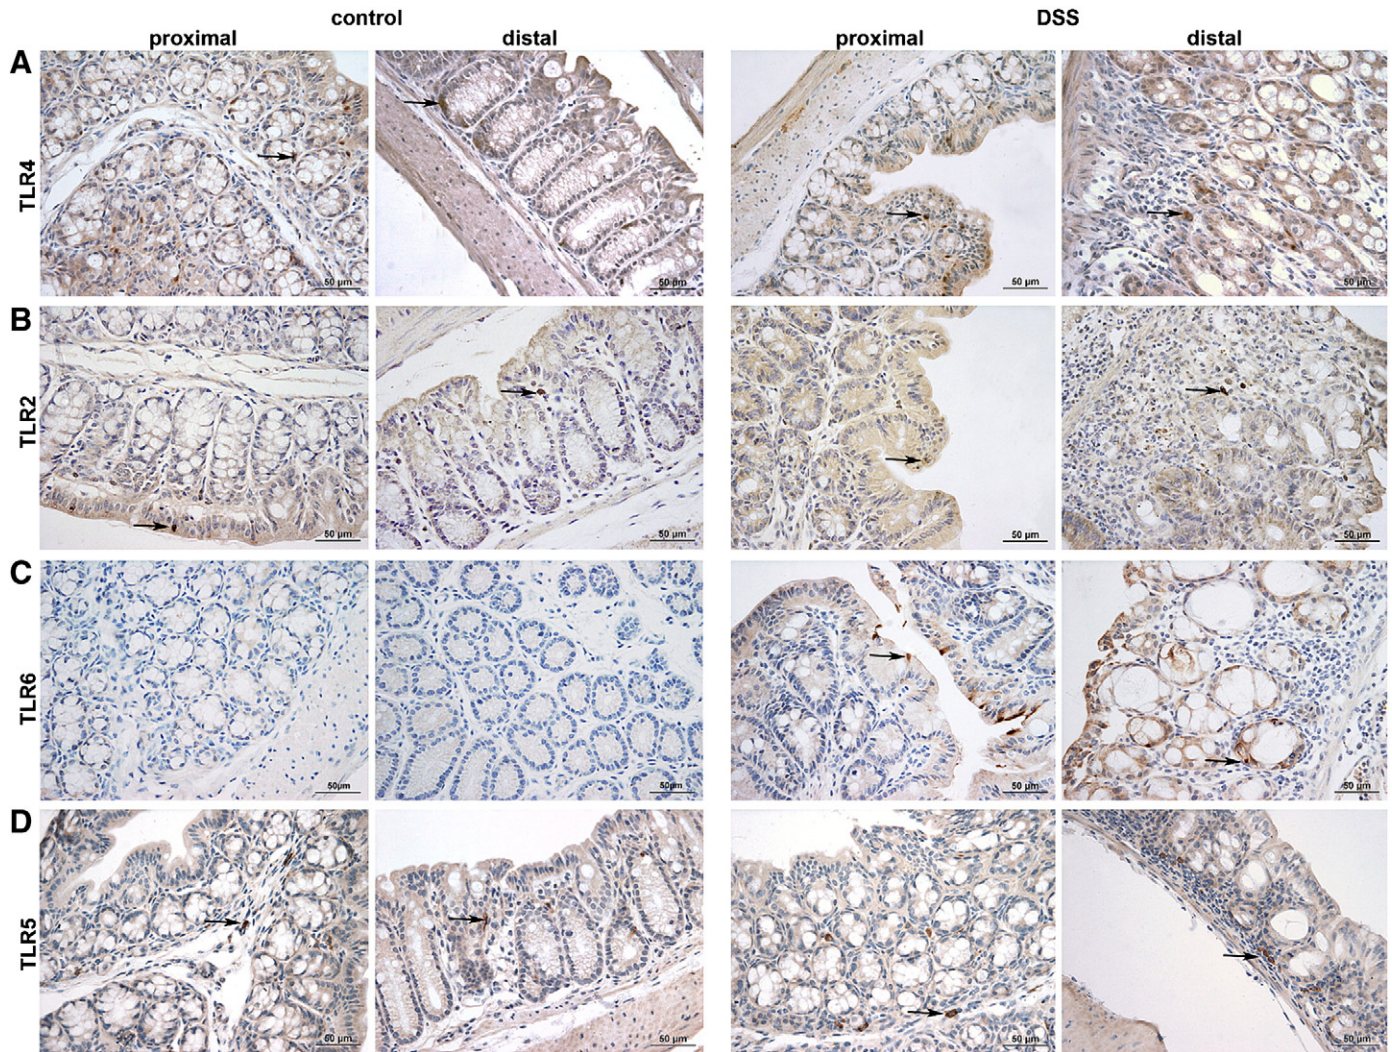 control DSS
proximal distal proximal distal
A
TLR4
50 µm 50 µm 50 µm 50 µm
B
TLR2
50 µm 50 µm 50 µm 50 µm
C
TLR6
50µm 50µm 50 µm 50 µm
D
TLR5
50 µm 50 µm 50 µm 50 µm